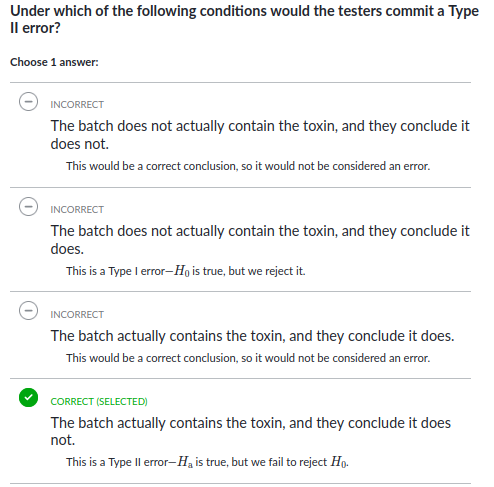 Under which of the following conditions would the testers commit a Type
II error?
Choose 1 answer:
INCORRECT
The batch does not actually contain the toxin, and they conclude it
does not.
This would be a correct conclusion, so it would not be considered an error.
INCORRECT
The batch does not actually contain the toxin, and they conclude it
does.
This is a Type I error—H₀ is true, but we reject it.
INCORRECT
The batch actually contains the toxin, and they conclude it does.
This would be a correct conclusion, so it would not be considered an error.
CORRECT (SELECTED)
The batch actually contains the toxin, and they conclude it does
not.
This is a Type II error—Hₐ is true, but we fail to reject H₀.